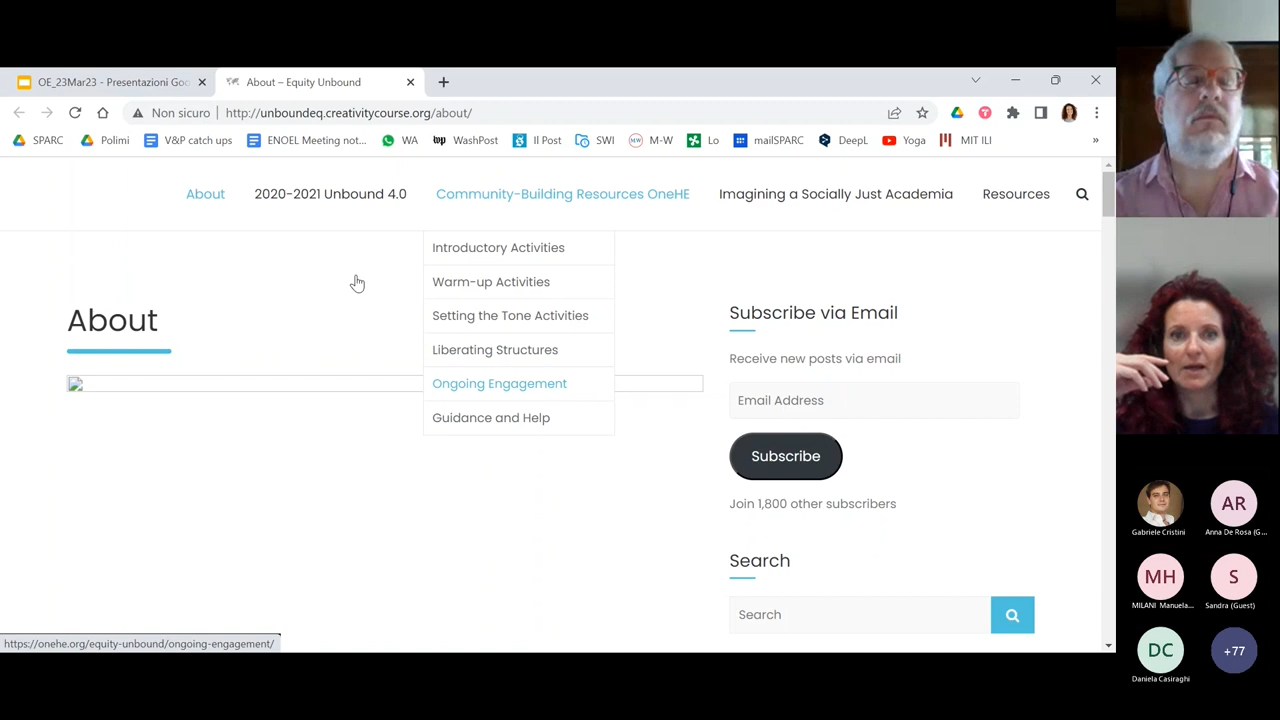 OE_23Mar23 - Presentazioni Goo
About – Equity Unbound
Non sicuro
http://unboundeq.creativitycourse.org/about/
SPARC
Polimi
V&P catch ups
ENOEL Meeting not...
WA
wp WashPost
Il Post
SWI
M-W M-W
Lo
mailSPARC
DeepL
Yoga
MIT ILI
»
About
2020-2021 Unbound 4.0
Community-Building Resources OneHE
Imagining a Socially Just Academia
Resources
Introductory Activities
Warm-up Activities
Setting the Tone Activities
Liberating Structures
Ongoing Engagement
Guidance and Help
About
Subscribe via Email
Receive new posts via email
Email Address
Subscribe
Join 1,800 other subscribers
Search
Search
https://onehe.org/equity-unbound/ongoing-engagement/
Gabriele Cristini
AR
Anna De Rosa (G...
MH
MILANI Manuela...
S
Sandra (Guest)
DC
Daniela Casiraghi
+77